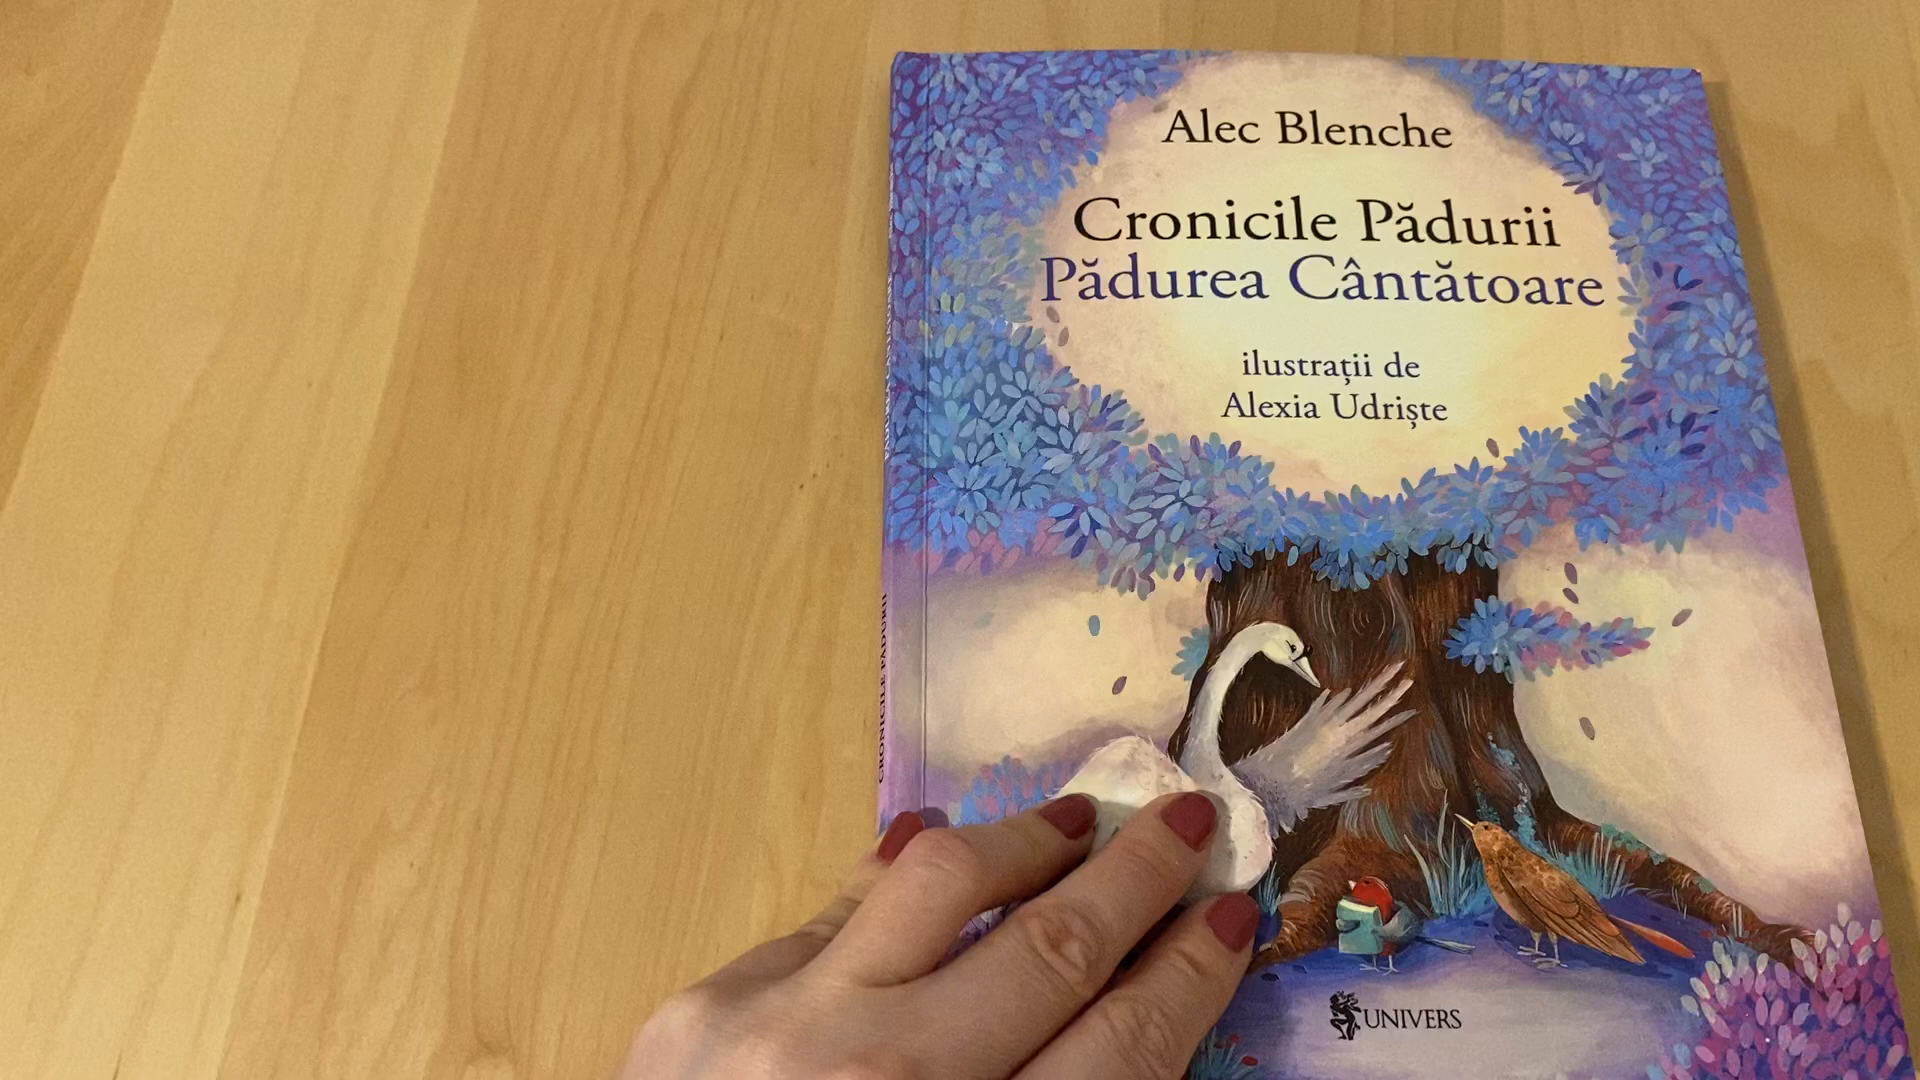 Alec Blenche
Cronicile Pădurii
Pădurea Cântătoare
ilustrații de
Alexia Udriște
UNIVERS
CRONICILE PĂDURII